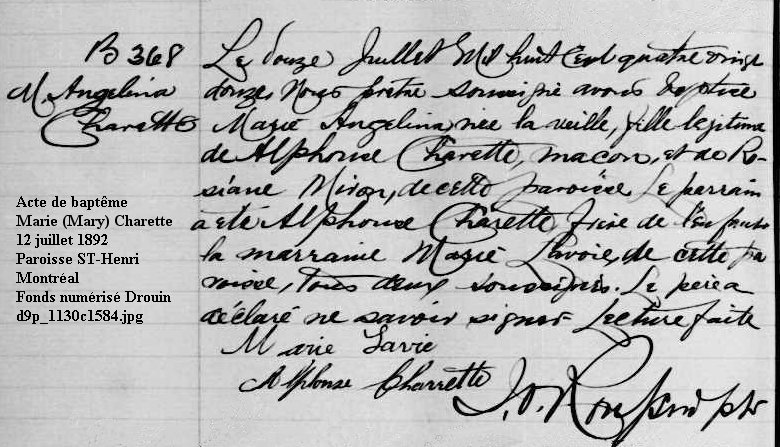 B 368
M. Angelina
Charette
Le douze Juillet Mil huit Cent quatre vingt
douze, Nous prêtre soussigné avons baptisé
Marie Angelina née la veille, fille legitime
de Alphonse Charette, macon, et de Ro-
siane Miron, de cette paroisse. Le parrain
a été Alphonse Charette frère de l'enfant
la marraine Marie Lavoie, de cette pa
roisse, tous deux soussignés. Le père a
déclaré ne savoir signer. Lecture faite
Marie Lavie
Alphonse Charrette
J. O. ptr
Acte de baptême
Marie (Mary) Charette
12 juillet 1892
Paroisse ST-Henri
Montréal
Fonds numérisé Drouin
d9p_1130c1584.jpg